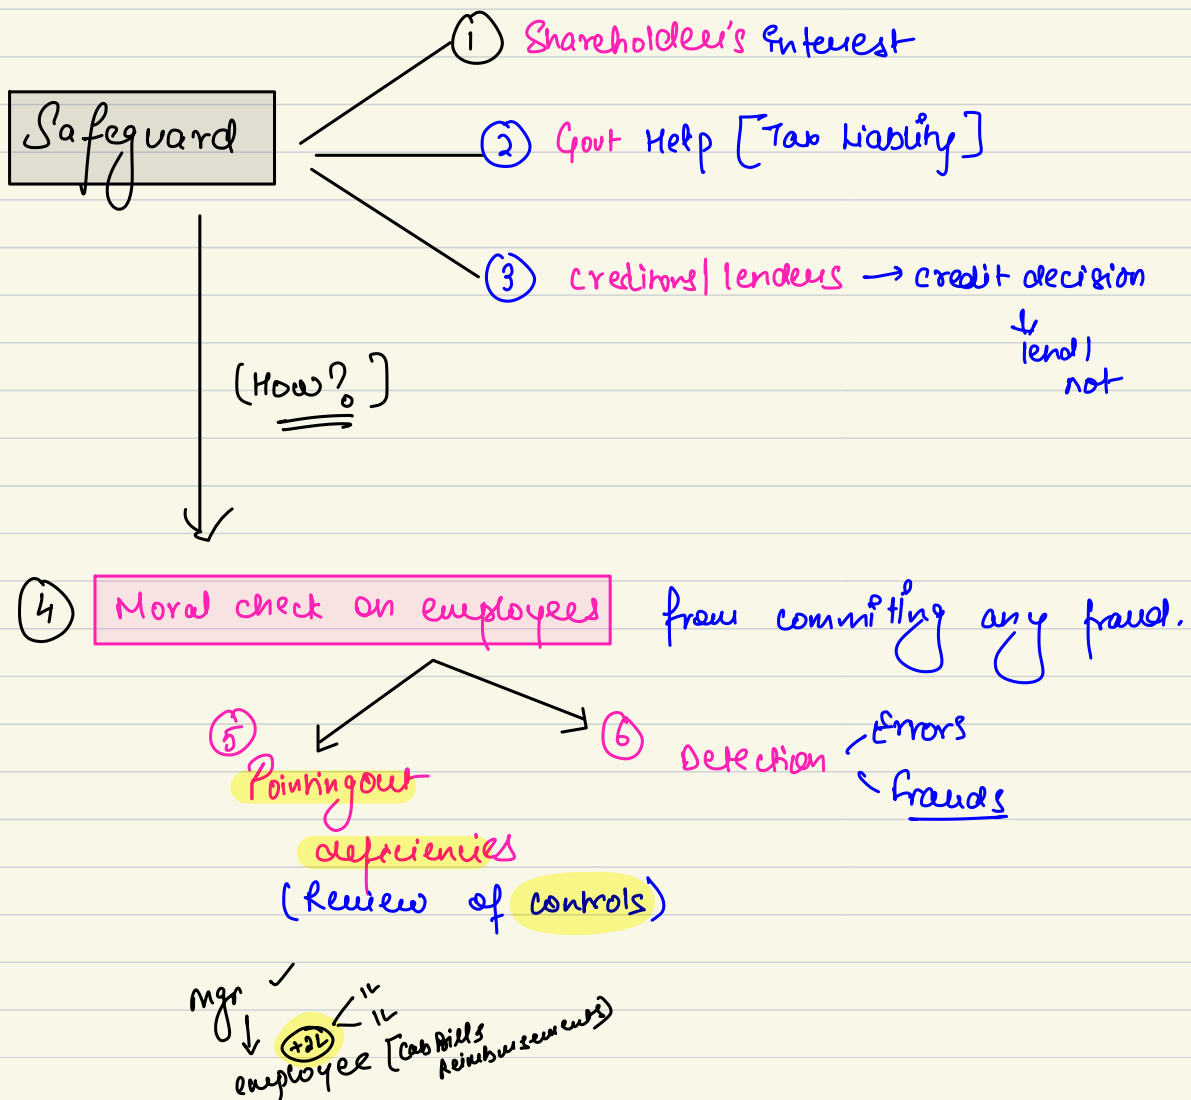 ① Shareholder's interest
Safeguard
② Govt Help [Tax Liablity]
③ creditors/lenders → credit decision
↓
lend/
not
(How?]
④ Moral check on employees from committing any fraud.
⑤
⑥ Detection
Errors
frauds
Pointing out
deficiencies
(Review of controls)
mgr ✓
1L
1L
+2L
employee [Cab Bills
Reimbursements)